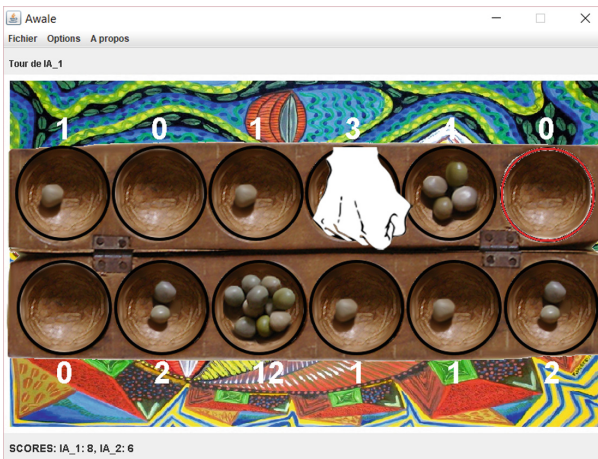 Awale
Fichier Options A propos
Tour de IA_1
1 0 1 3 4 0
0 2 12 1 1 2
SCORES: IA_1: 8, IA_2: 6